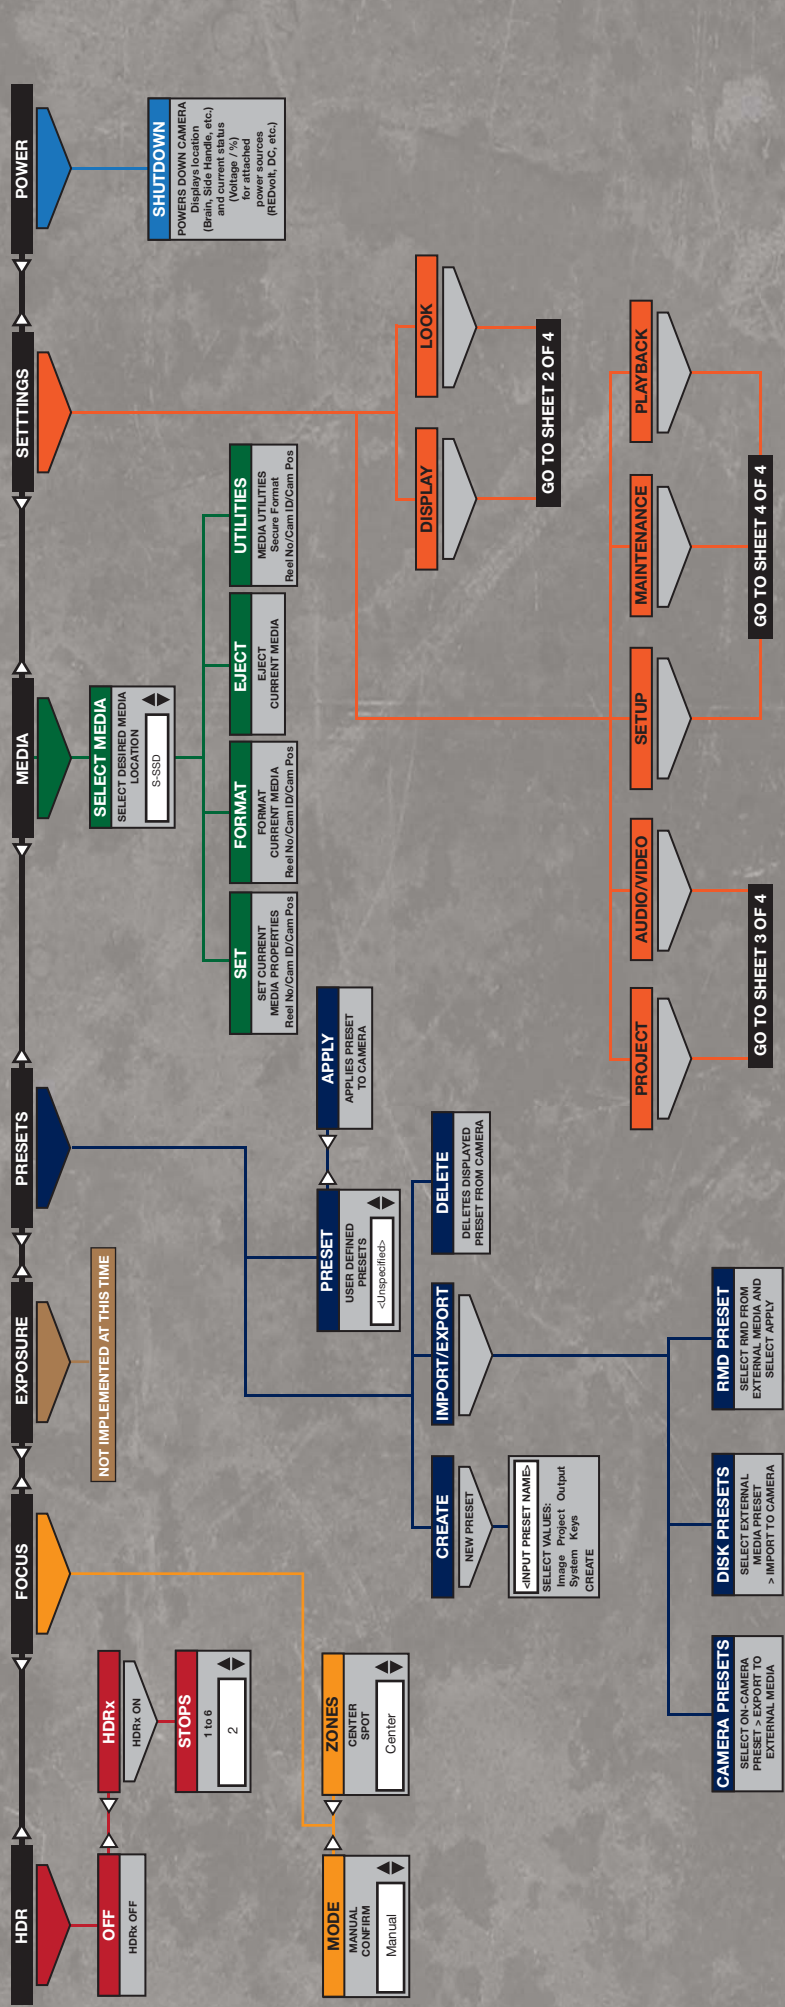 HDR
FOCUS
EXPOSURE
PRESETS
MEDIA
SETTTINGS
POWER
OFF
HDRx OFF
HDRx
HDRx ON
STOPS
1 to 6
2
MODE
MANUAL
CONFIRM
Manual
ZONES
CENTER
SPOT
Center
NOT IMPLEMENTED AT THIS TIME
PRESET
USER DEFINED
PRESETS
<Unspecified>
APPLY
APPLIES PRESET
TO CAMERA
CREATE
NEW PRESET
<INPUT PRESET NAME>
SELECT VALUES:
Image Project Output
System Keys
CREATE
IMPORT/EXPORT
DELETE
DELETES DISPLAYED
PRESET FROM CAMERA
CAMERA PRESETS
SELECT ON-CAMERA
PRESET > EXPORT TO
EXTERNAL MEDIA
DISK PRESETS
SELECT EXTERNAL
MEDIA PRESET
> IMPORT TO CAMERA
RMD PRESET
SELECT RMD FROM
EXTERNAL MEDIA AND
SELECT APPLY
SELECT MEDIA
SELECT DESIRED MEDIA
LOCATION
S-SSD
SET
SET CURRENT
MEDIA PROPERTIES
Reel No/Cam ID/Cam Pos
FORMAT
FORMAT
CURRENT MEDIA
Reel No/Cam ID/Cam Pos
EJECT
EJECT
CURRENT MEDIA
UTILITIES
MEDIA UTILITIES
Secure Format
Reel No/Cam ID/Cam Pos
DISPLAY
LOOK
GO TO SHEET 2 OF 4
PROJECT
AUDIO/VIDEO
SETUP
MAINTENANCE
PLAYBACK
GO TO SHEET 3 OF 4
GO TO SHEET 4 OF 4
SHUTDOWN
POWERS DOWN CAMERA
Displays location
(Brain, Side Handle, etc.)
and current status
(Voltage / %)
for attached
power sources
(REDvolt, DC, etc.)